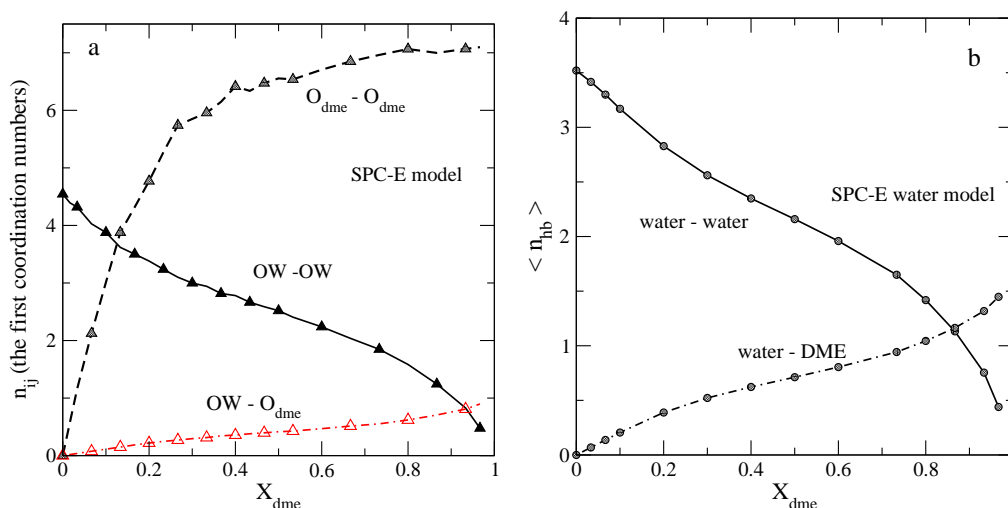 a
O_dme - O_dme
SPC-E model
OW -OW
OW - O_dme
n_ij (the first coordination numbers)
0
2
4
6
0
0.2
0.4
0.6
0.8
1
X_dme
b
SPC-E water model
water - water
water - DME
< n_hb >
0
1
2
3
4
0
0.2
0.4
0.6
0.8
X_dme